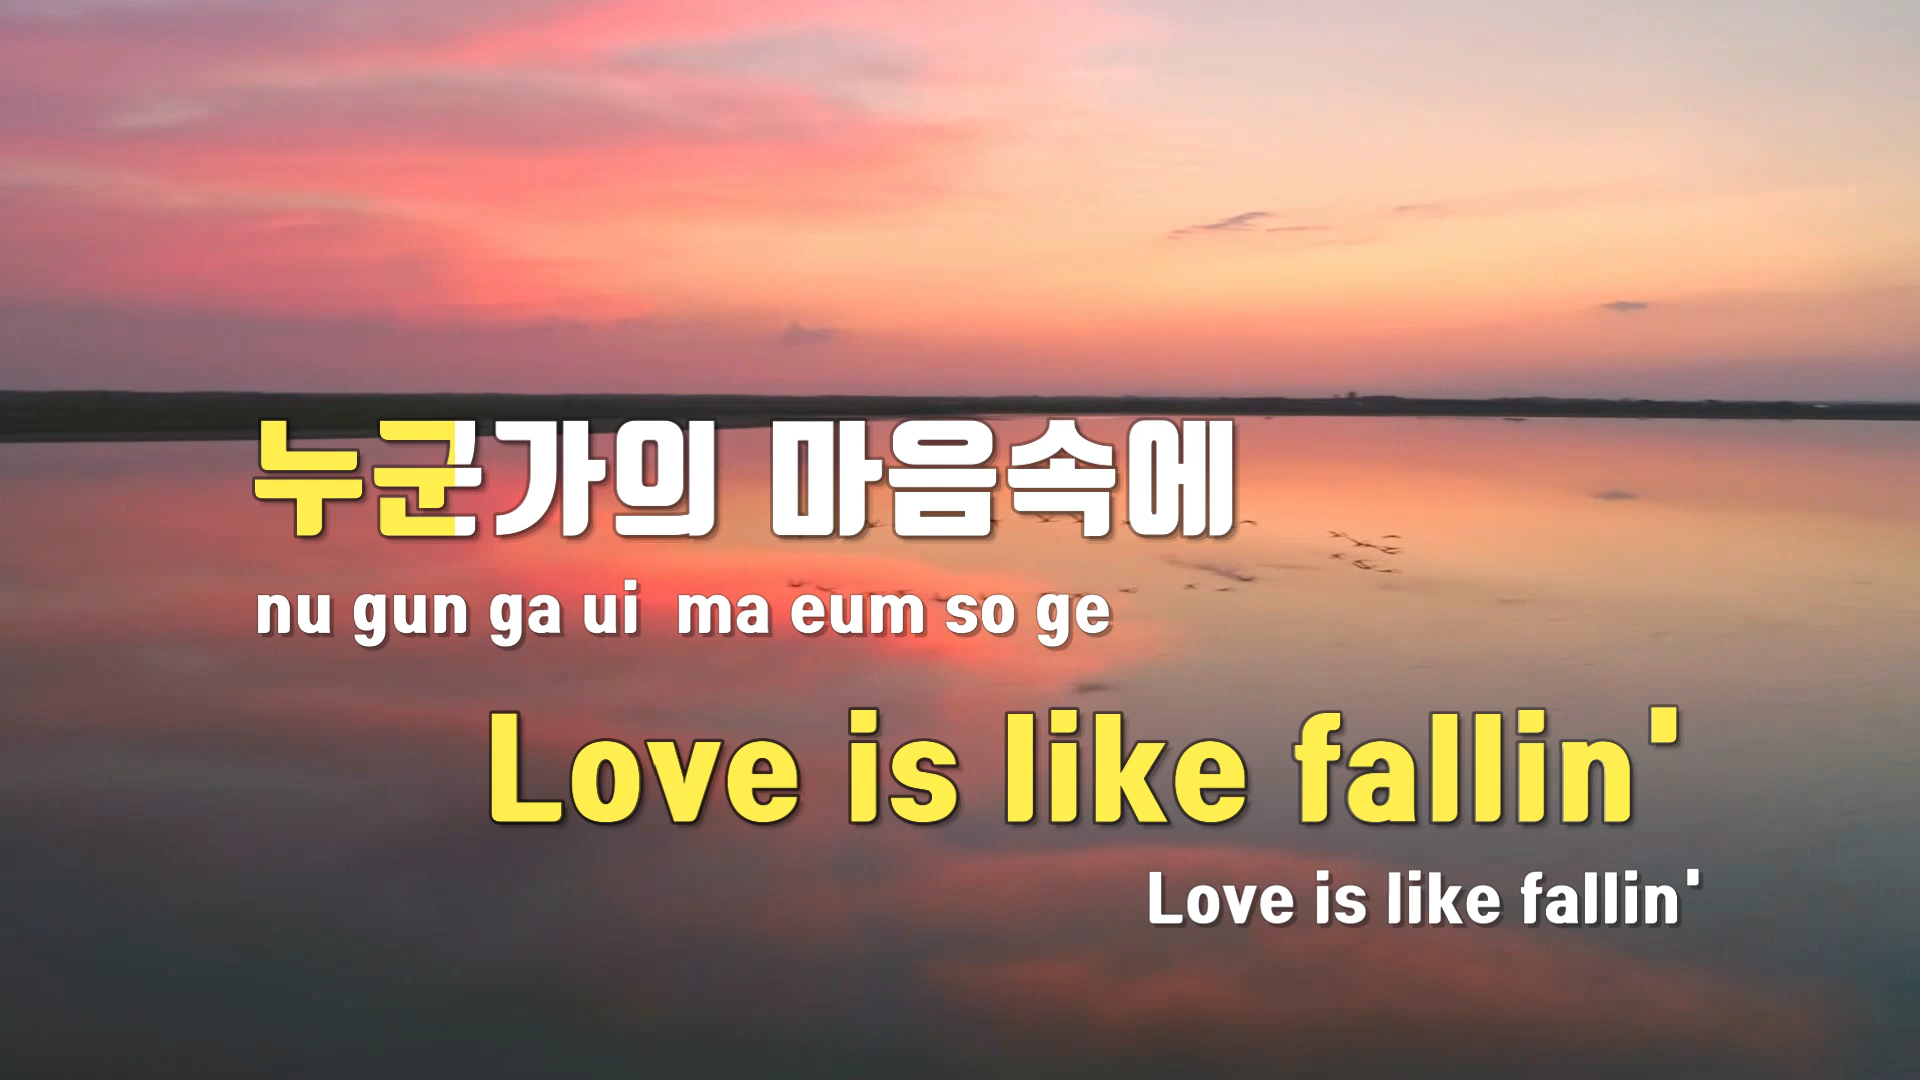 누군가의 마음속에
nu gun ga ui ma eum so ge
Love is like fallin'
Love is like fallin'